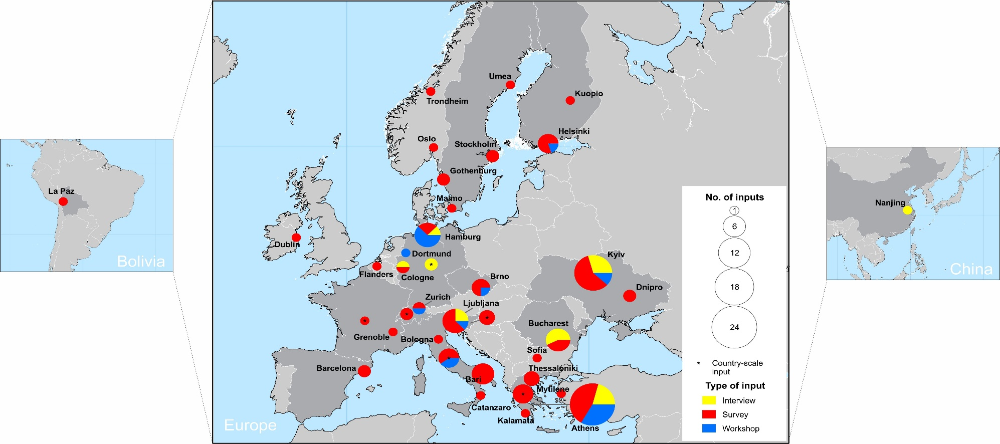 Umea
Kuopio
Trondheim
Helsinki
Oslo
Stockholm
Gothenburg
Malmo
La Paz
Bolivia
Nanjing
China
Hamburg
Dublin
Dortmund
*
Flanders
Cologne
Kyiv
Brno
Dnipro
Zurich
Ljubljana
*
*
*
Grenoble
Bologna
Bucharest
Sofia
*
Barcelona
Bari
Thessaloniki
Mytilene
*
Catanzaro
Kalamata
Athens
Europe
No. of inputs
1
6
12
18
24
* Country-scale
input
Type of input
Interview
Survey
Workshop